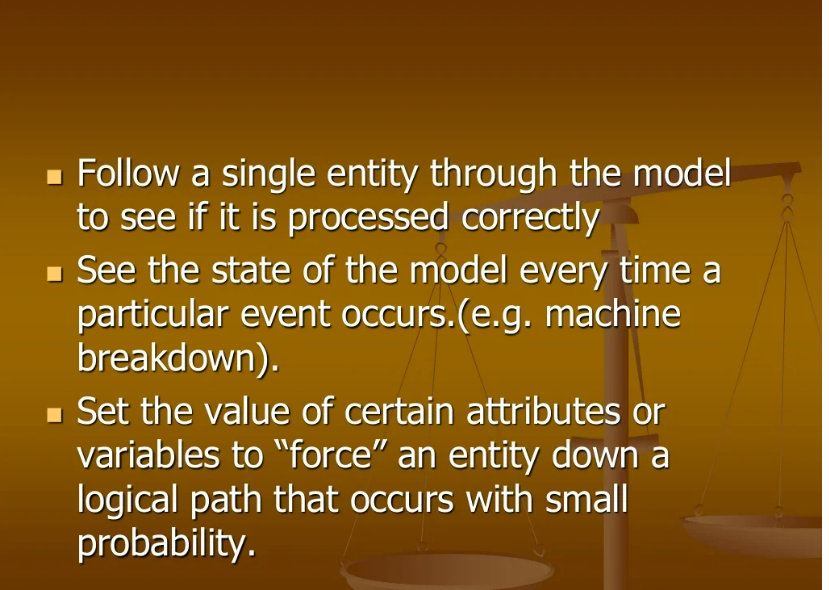 Follow a single entity through the model
to see if it is processed correctly
See the state of the model every time a
particular event occurs.(e.g. machine
breakdown).
Set the value of certain attributes or
variables to “force” an entity down a
logical path that occurs with small
probability.